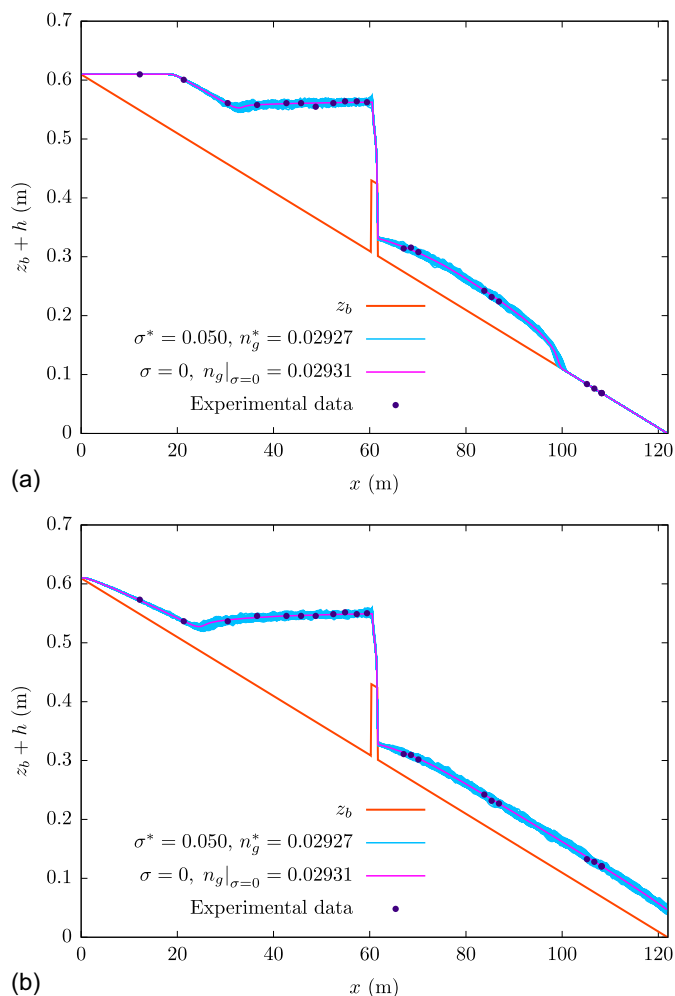 0.7
0.6
0.5
0.4
0.3
0.2
0.1
0
z_b + h (m)
z_b
σ* = 0.050, n_g* = 0.02927
σ = 0, n_g|σ=0 = 0.02931
Experimental data
0 20 40 60 80 100 120
(a)
x (m)
0.7
0.6
0.5
0.4
0.3
0.2
0.1
0
z_b + h (m)
z_b
σ* = 0.050, n_g* = 0.02927
σ = 0, n_g|σ=0 = 0.02931
Experimental data
0 20 40 60 80 100 120
(b)
x (m)